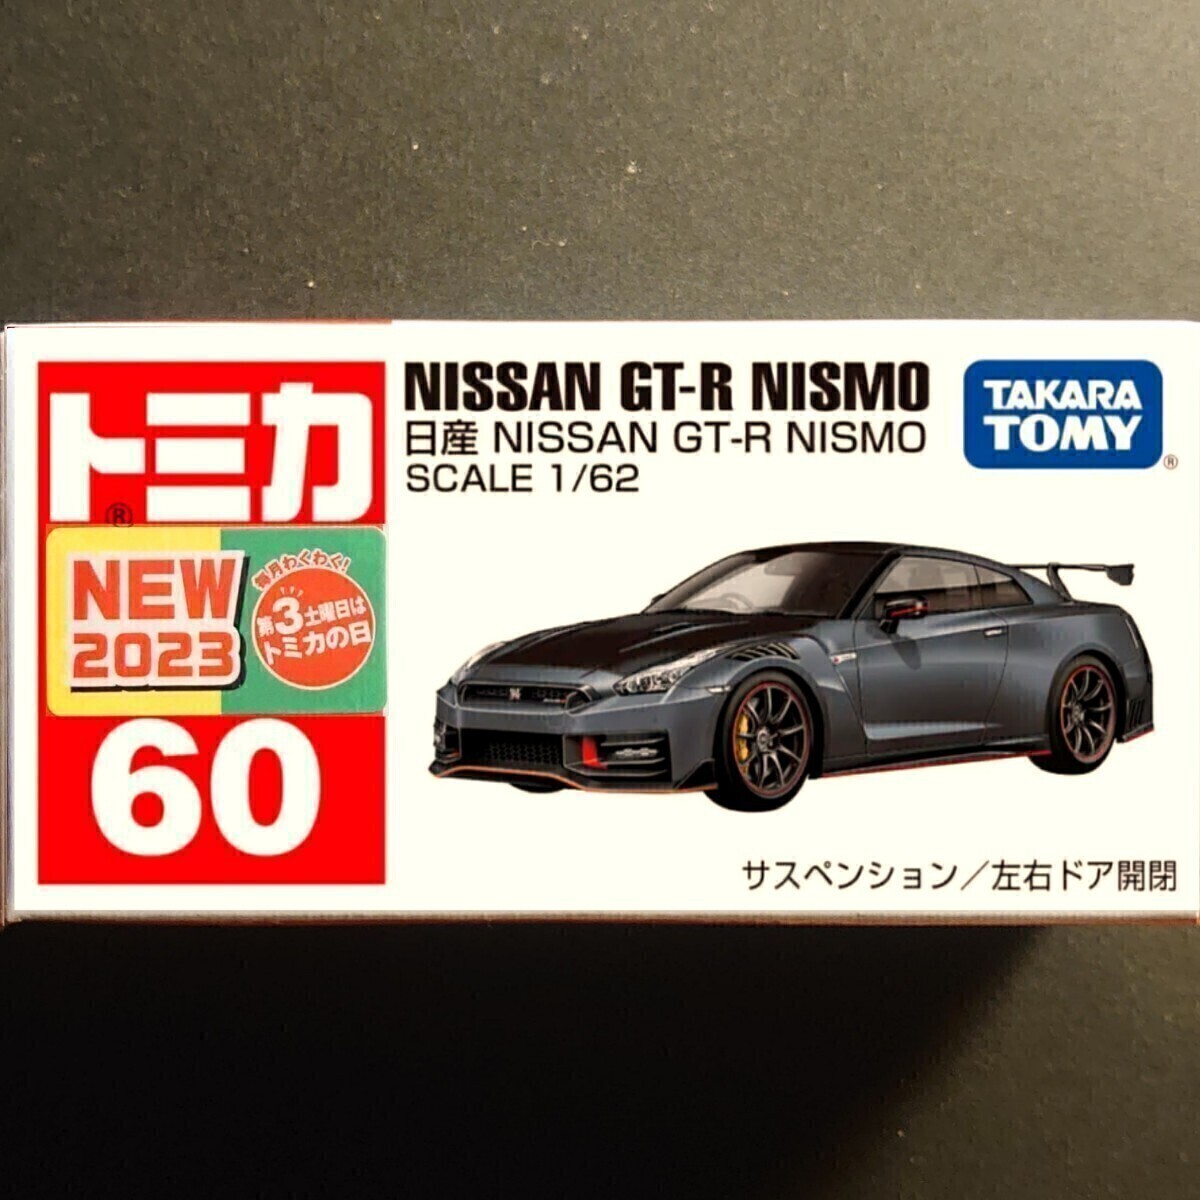 トミカ
®
NISSAN GT-R NISMO
日産 NISSAN GT-R NISMO
SCALE 1/62
TAKARA
TOMY
®
NEW
2023
毎月わくわく!
第3土曜日は
トミカの日
60
サスペンション/左右ドア開閉